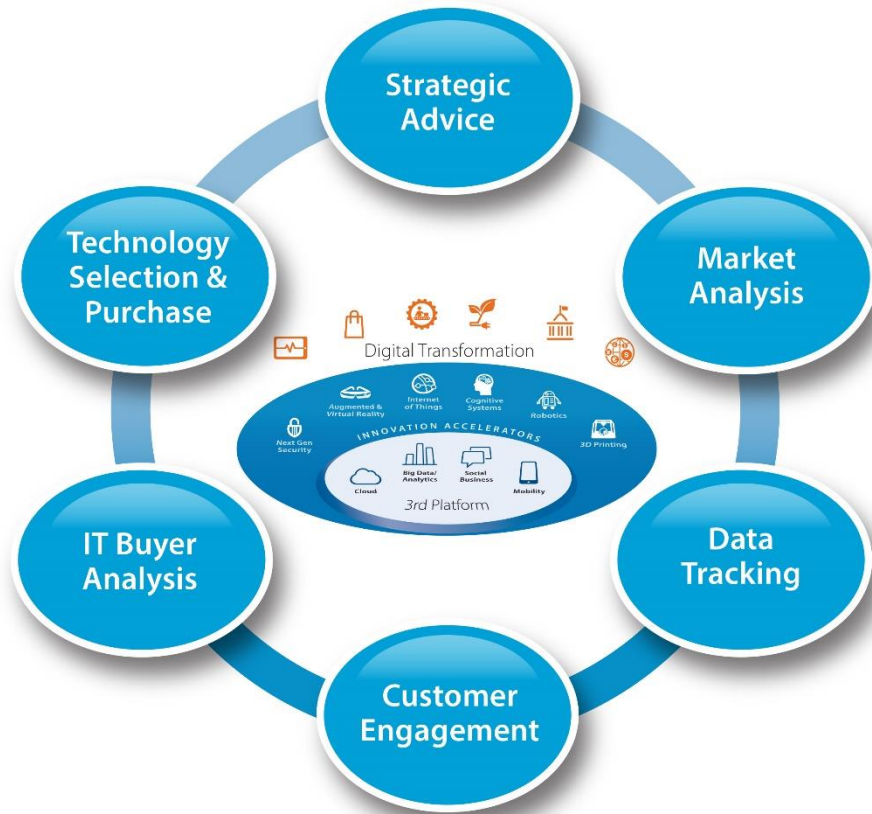 Strategic
Advice
Technology
Selection &
Purchase
Market
Analysis
Digital Transformation
Augmented &
Virtual Reality
Internet
of Things
Cognitive
Systems
Robotics
Next Gen
Security
INNOVATION ACCELERATORS
3D Printing
Cloud
Big Data/
Analytics
Social
Business
Mobility
3rd Platform
IT Buyer
Analysis
Data
Tracking
Customer
Engagement